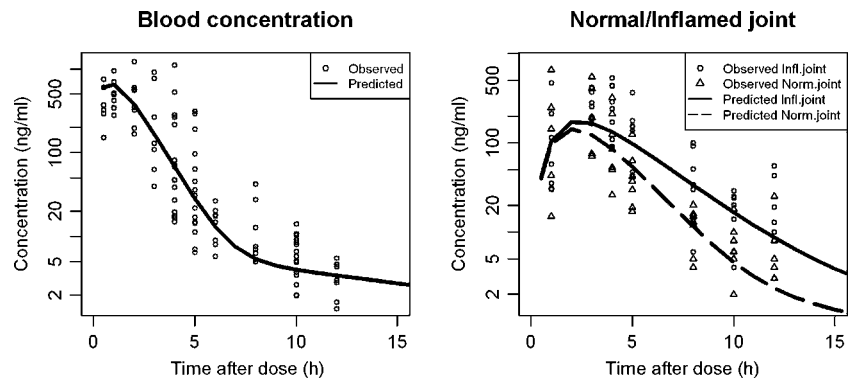 Blood concentration
Concentration (ng/ml)
500
100
20
5
2
Observed
Predicted
0
5
10
15
Time after dose (h)
Normal/Inflamed joint
Concentration (ng/ml)
500
100
20
5
2
Observed Infl.joint
Observed Norm.joint
Predicted Infl.joint
Predicted Norm.joint
0
5
10
15
Time after dose (h)